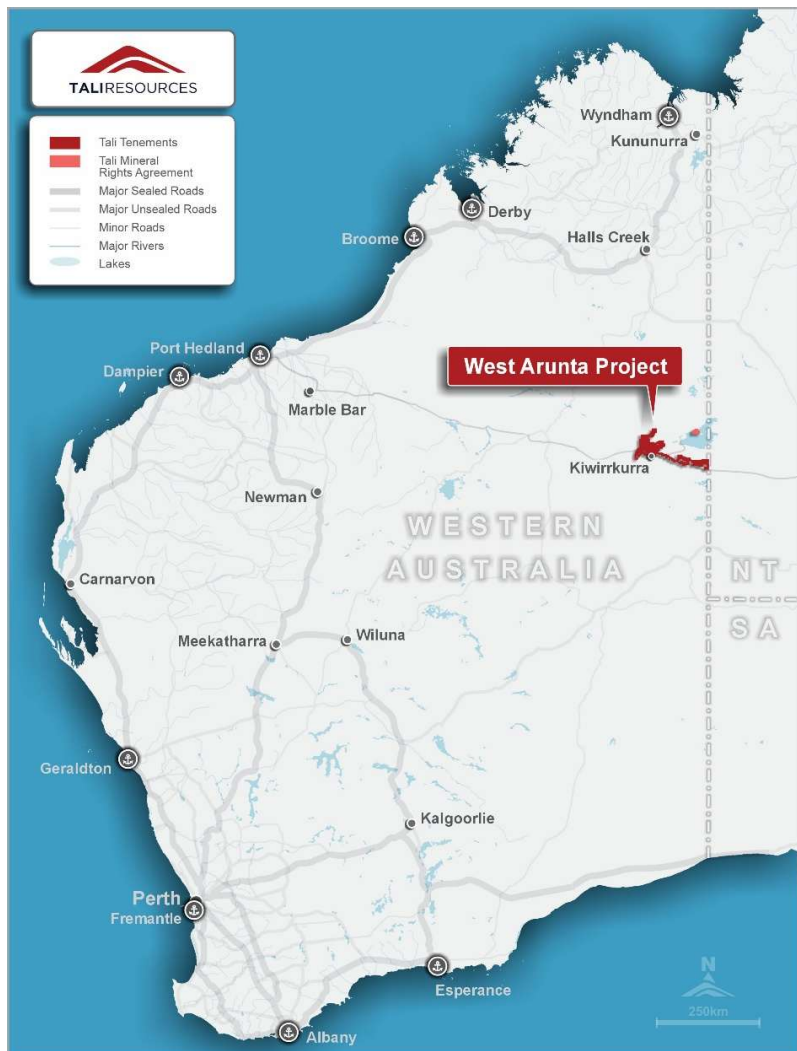 TALIRESOURCES
Tali Tenements
Tali Mineral
Rights Agreement
Major Sealed Roads
Major Unsealed Roads
Minor Roads
Major Rivers
Lakes
Wyndham
Kununurra
Derby
Broome
Halls Creek
Port Hedland
Dampier
West Arunta Project
Marble Bar
Kiwirrkurra
Newman
WESTERN
AUSTRALIA
NT
SA
Carnarvon
Meekatharra
Wiluna
Geraldton
Kalgoorlie
Perth
Fremantle
Esperance
Albany
N
250km